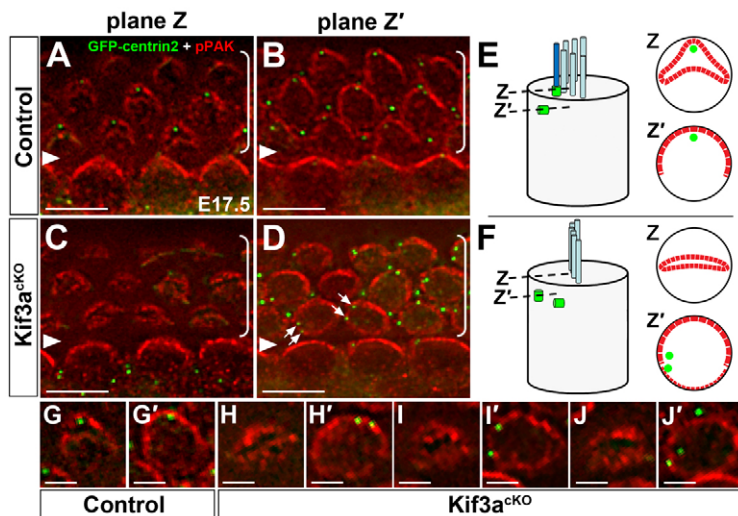 plane Z plane Z′
A GFP-centrin2 + pPAK B
Control
E17.5
E Z Z′ Z Z′
C D
Kif3acKO
F Z Z′ Z Z′
G G′ H H′ I I′ J J′
Control Kif3acKO